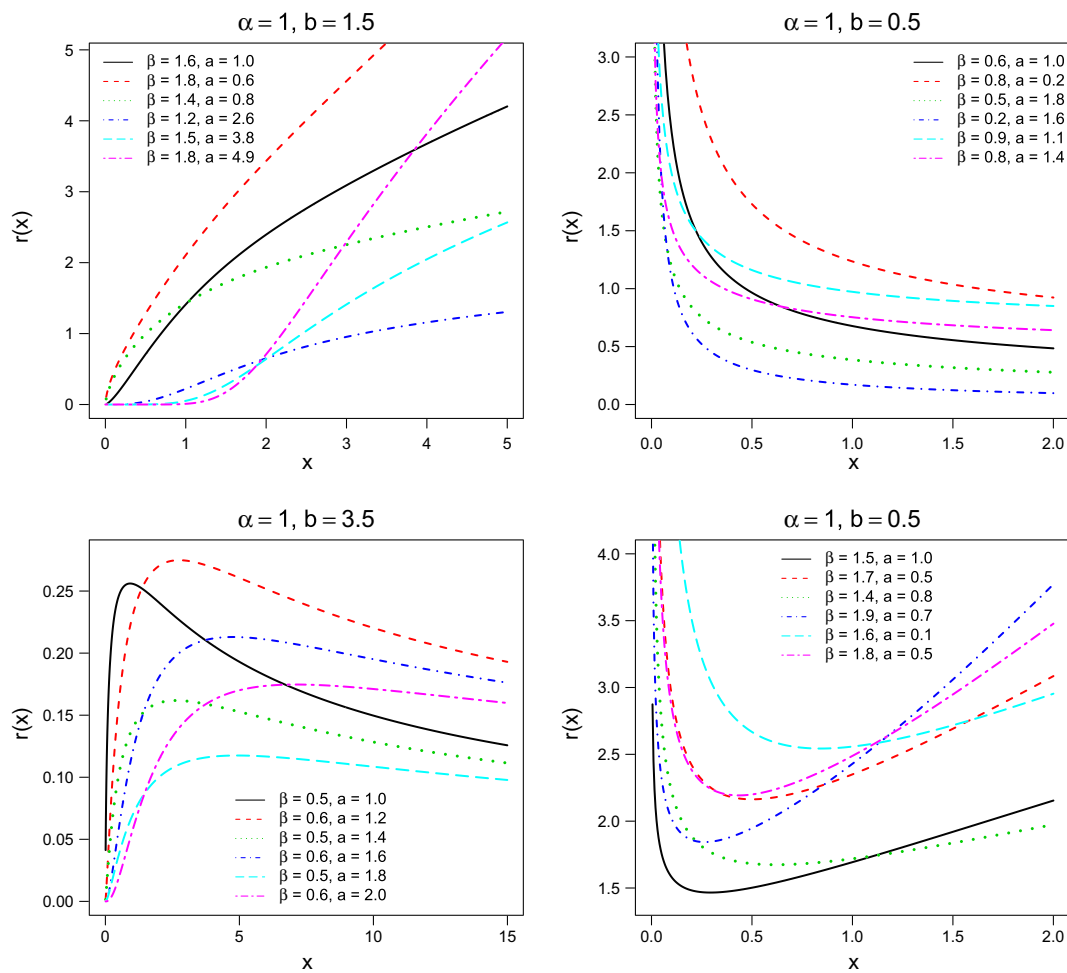 α = 1, b = 1.5
r(x)
5
4
3
2
1
0
β = 1.6, a = 1.0
β = 1.8, a = 0.6
β = 1.4, a = 0.8
β = 1.2, a = 2.6
β = 1.5, a = 3.8
β = 1.8, a = 4.9
0 1 2 3 4 5
x
α = 1, b = 0.5
r(x)
3.0
2.5
2.0
1.5
1.0
0.5
0.0
β = 0.6, a = 1.0
β = 0.8, a = 0.2
β = 0.5, a = 1.8
β = 0.2, a = 1.6
β = 0.9, a = 1.1
β = 0.8, a = 1.4
0.0 0.5 1.0 1.5 2.0
x
α = 1, b = 3.5
r(x)
0.25
0.20
0.15
0.10
0.05
0.00
β = 0.5, a = 1.0
β = 0.6, a = 1.2
β = 0.5, a = 1.4
β = 0.6, a = 1.6
β = 0.5, a = 1.8
β = 0.6, a = 2.0
0 5 10 15
x
α = 1, b = 0.5
r(x)
4.0
3.5
3.0
2.5
2.0
1.5
β = 1.5, a = 1.0
β = 1.7, a = 0.5
β = 1.4, a = 0.8
β = 1.9, a = 0.7
β = 1.6, a = 0.1
β = 1.8, a = 0.5
0.0 0.5 1.0 1.5 2.0
x